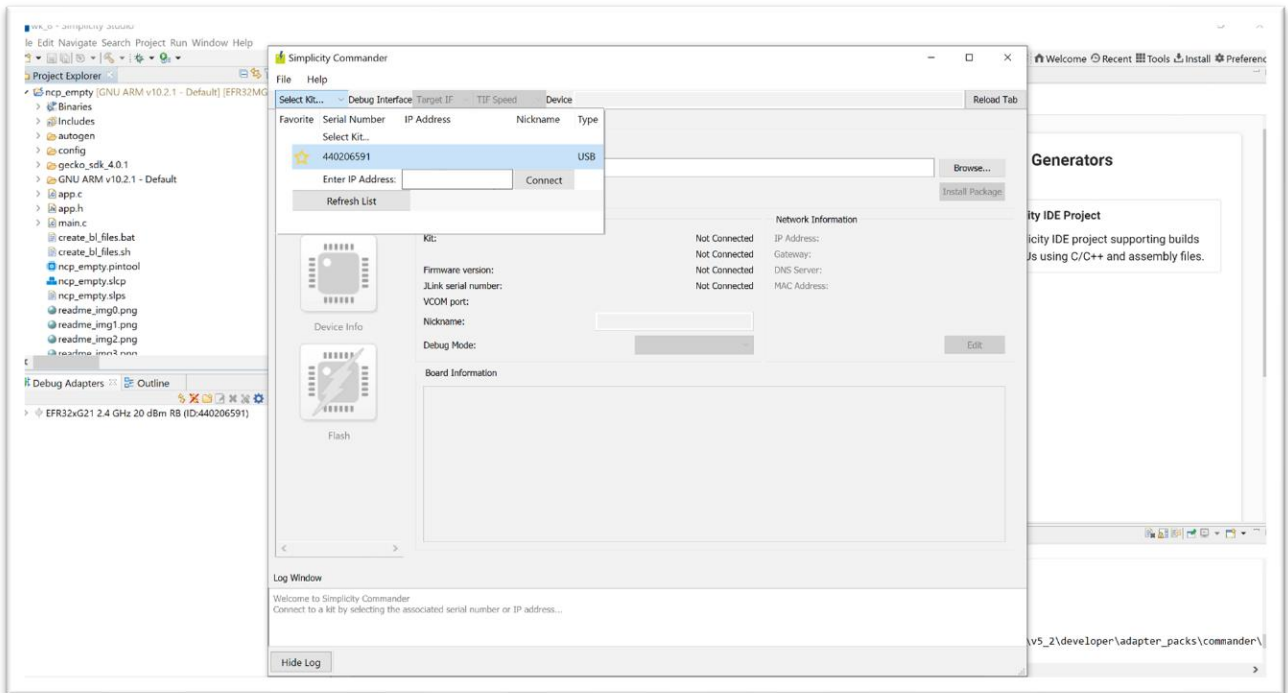 wk_8 - Simplicity Studio
le Edit Navigate Search Project Run Window Help
Welcome Recent Tools Install Preferenc
Project Explorer
ncp_empty [GNU ARM v10.2.1 - Default] [EFR32MG
Binaries
Includes
autogen
config
gecko_sdk_4.0.1
GNU ARM v10.2.1 - Default
app.c
app.h
main.c
create_bl_files.bat
create_bl_files.sh
ncp_empty.pintool
ncp_empty.slcp
ncp_empty.slps
readme_img0.png
readme_img1.png
readme_img2.png
readme_img3.png
Debug Adapters Outline
EFR32xG21 2.4 GHz 20 dBm RB (ID:440206591)
Simplicity Commander
File Help
Select Kit... Debug Interface Target IF TIF Speed Device Reload Tab
Favorite Serial Number IP Address Nickname Type
Select Kit...
440206591 USB
Enter IP Address: Connect
Refresh List
Browse...
Install Package
Network Information
Kit: Not Connected IP Address:
Not Connected Gateway:
Firmware version: Not Connected DNS Server:
JLink serial number: Not Connected MAC Address:
VCOM port:
Nickname:
Debug Mode: Edit
Board Information
Device Info
Flash
Log Window
Welcome to Simplicity Commander
Connect to a kit by selecting the associated serial number or IP address...
Hide Log
Generators
ity IDE Project
icity IDE project supporting builds
Js using C/C++ and assembly files.
\v5_2\developer\adapter_packs\commander\